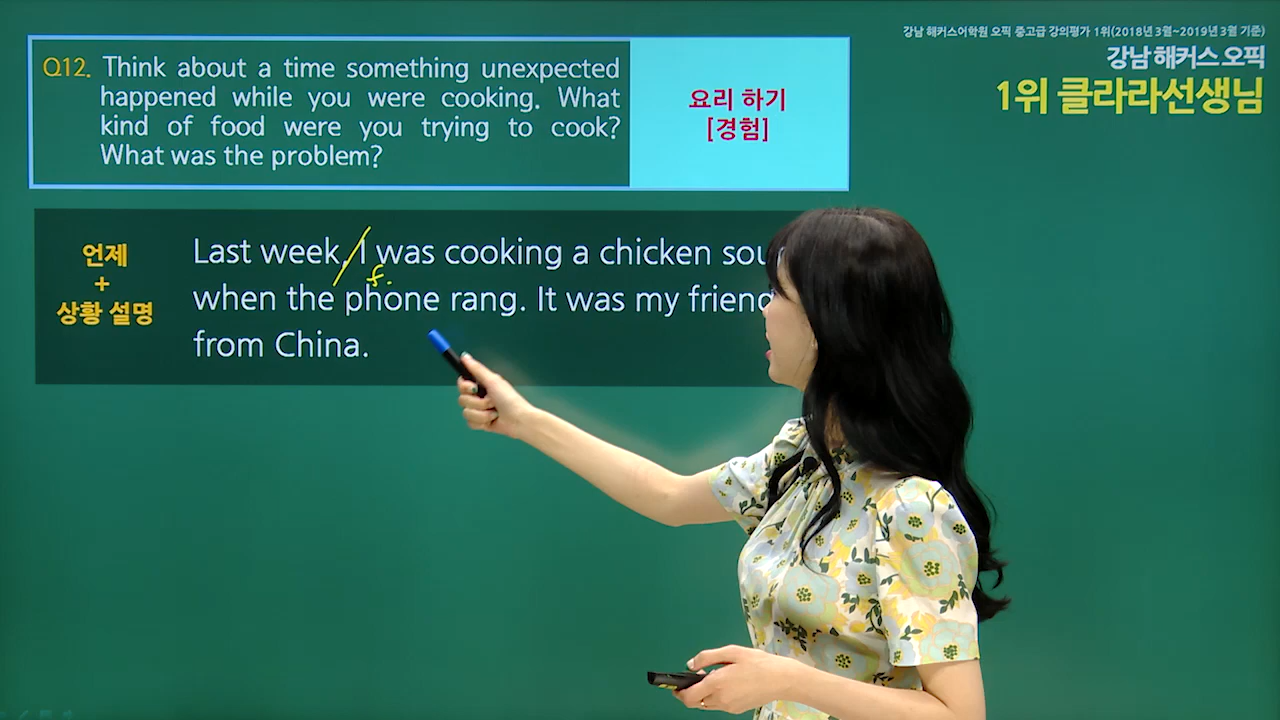 강남 해커스어학원 오픽 중고급 강의평가 1위(2018년 3월~2019년 3월 기준)
강남 해커스 오픽
1위 클라라선생님
Q12. Think about a time something unexpected
happened while you were cooking. What
kind of food were you trying to cook?
What was the problem?
요리 하기
[경험]
언제
+
상황 설명
Last week, I was cooking a chicken
f.
when the phone rang. It was my friend
from China.